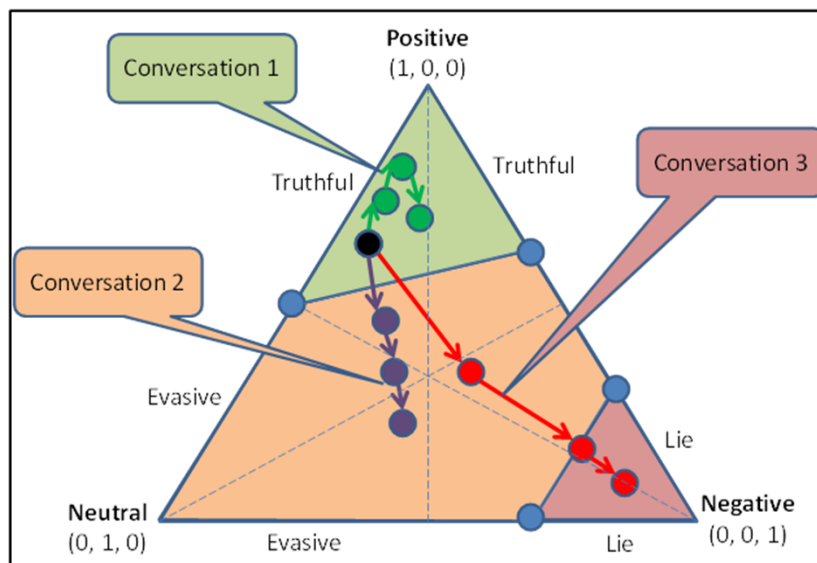 Positive
(1, 0, 0)
Conversation 1
Truthful
Truthful
Conversation 3
Conversation 2
Evasive
Lie
Neutral
(0, 1, 0)
Negative
(0, 0, 1)
Evasive
Lie